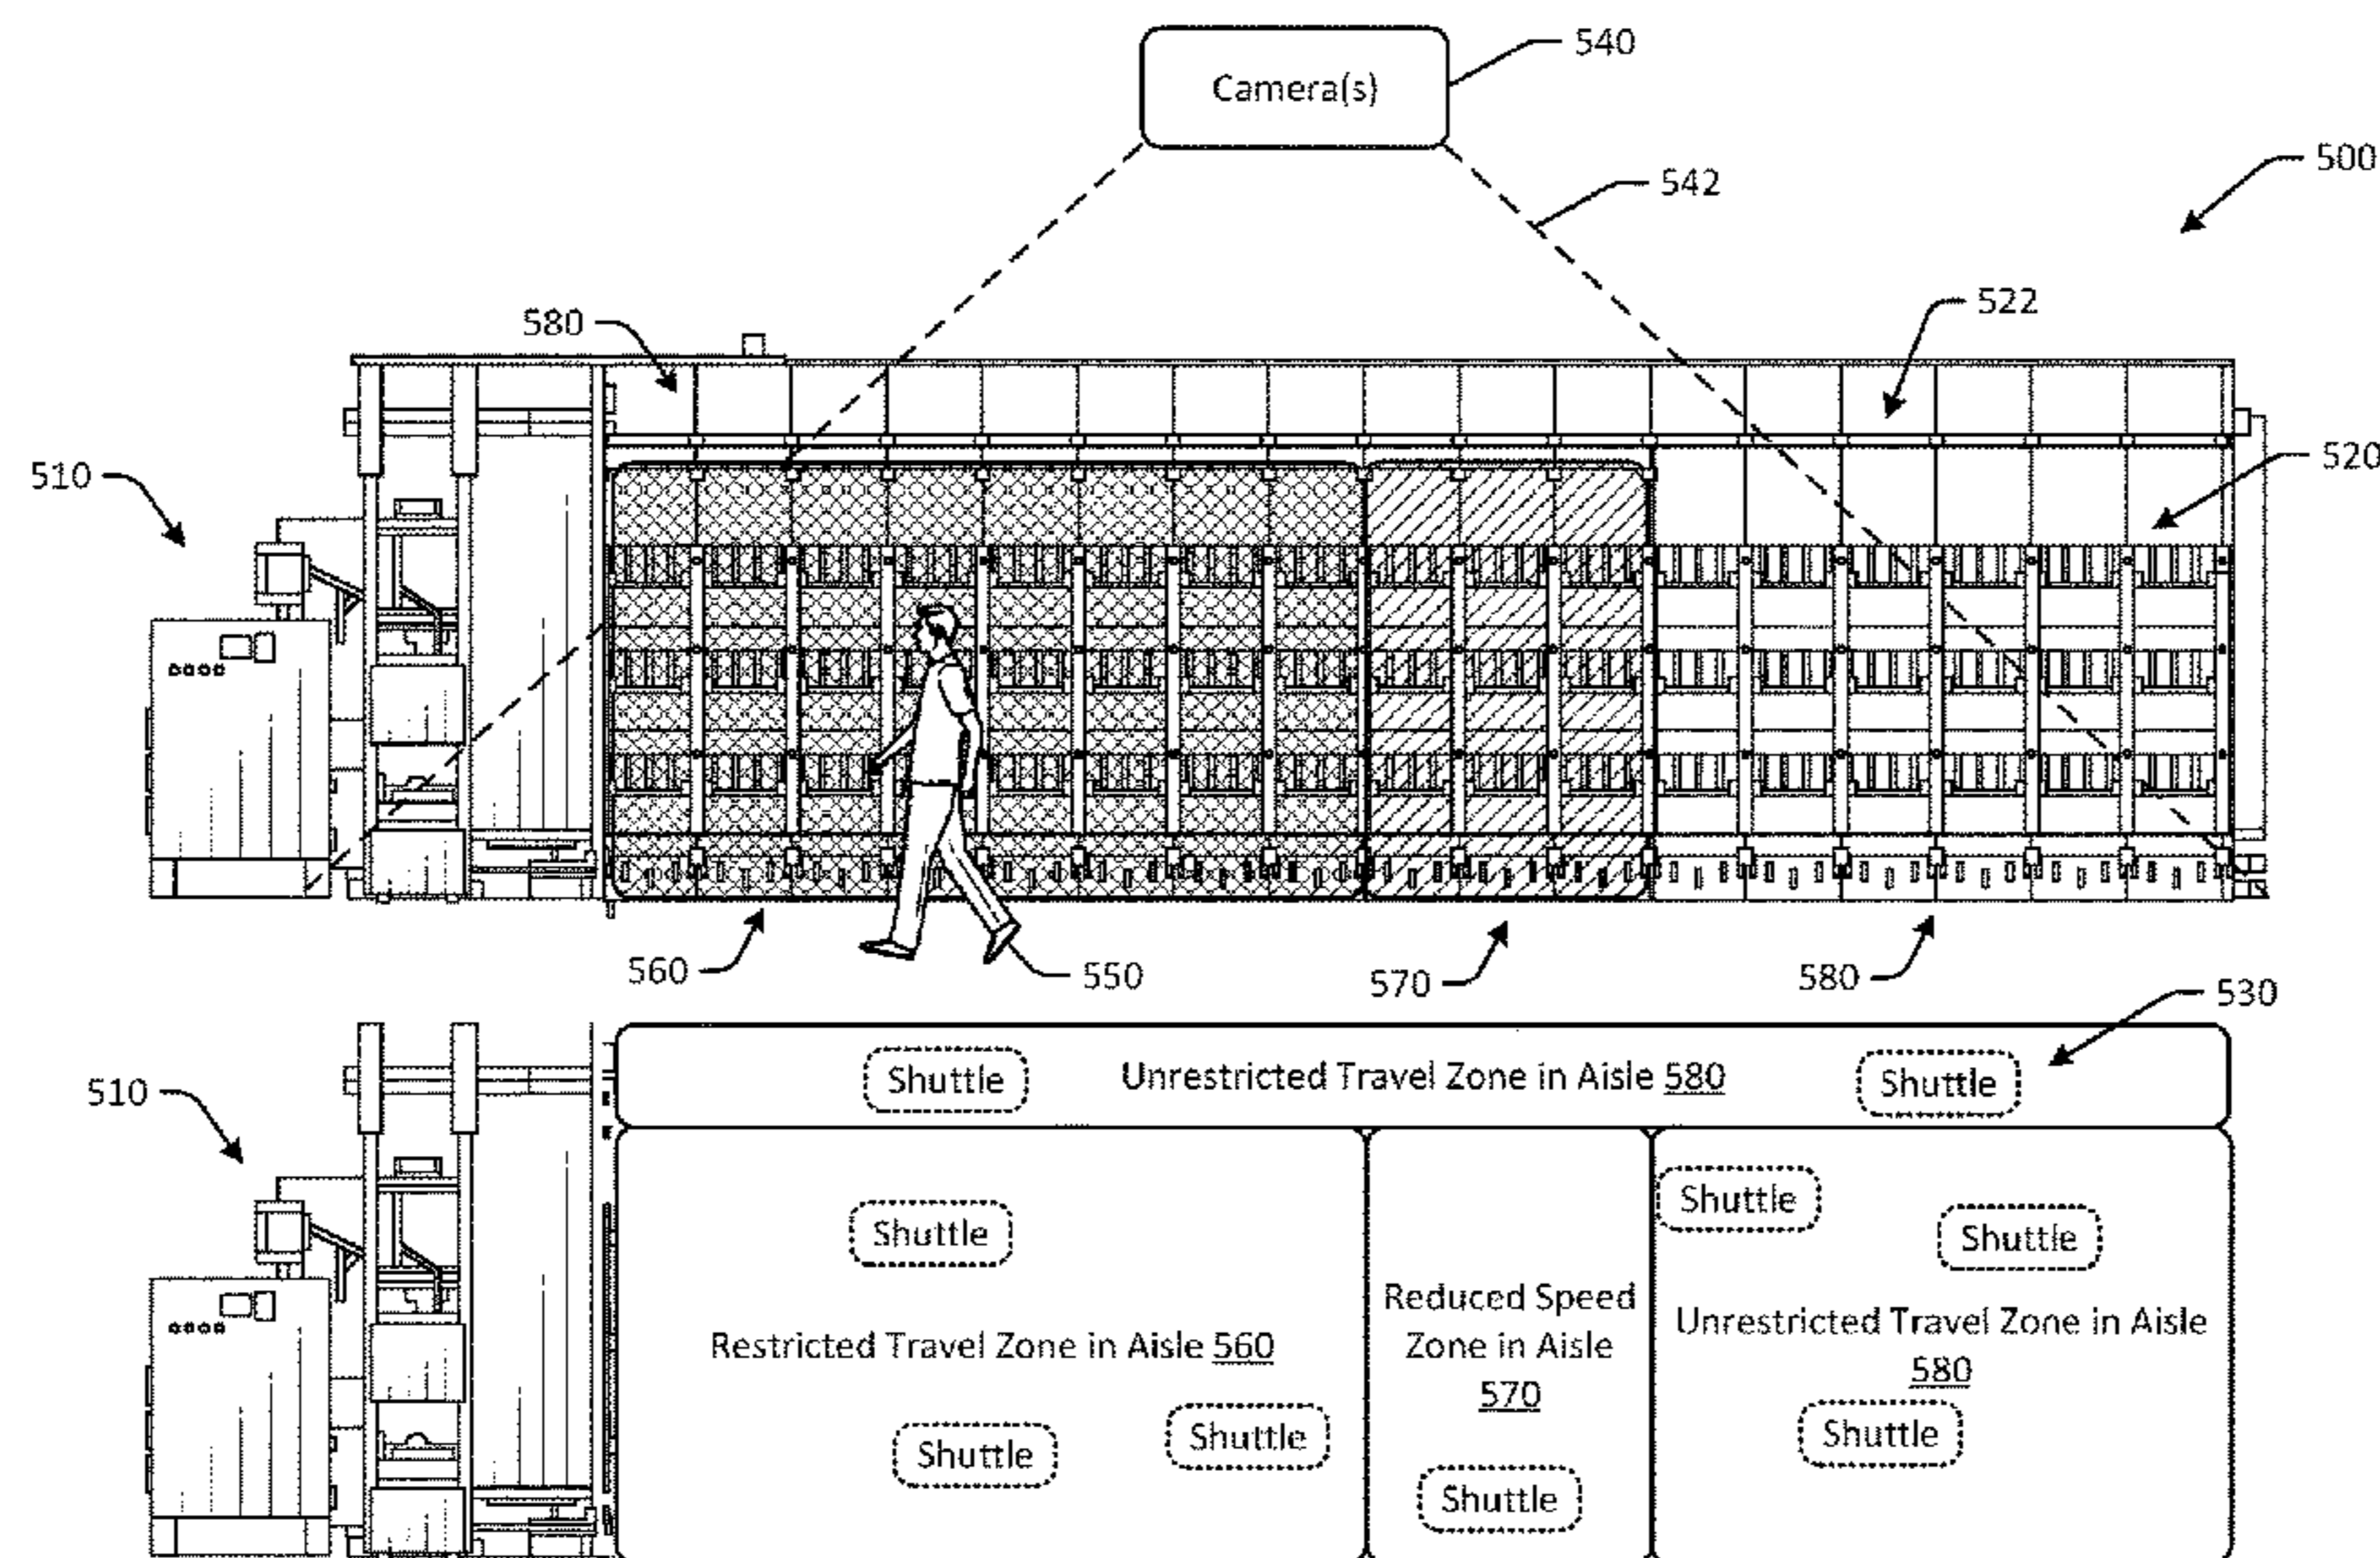 540
Camera(s)
500
542
522
580
520
510
560
550
570
580
530
510
Shuttle
Unrestricted Travel Zone in Aisle 580
Shuttle
Shuttle
Shuttle
Shuttle
Reduced Speed
Zone in Aisle
570
Restricted Travel Zone in Aisle 560
Unrestricted Travel Zone in Aisle
580
Shuttle
Shuttle
Shuttle
Shuttle